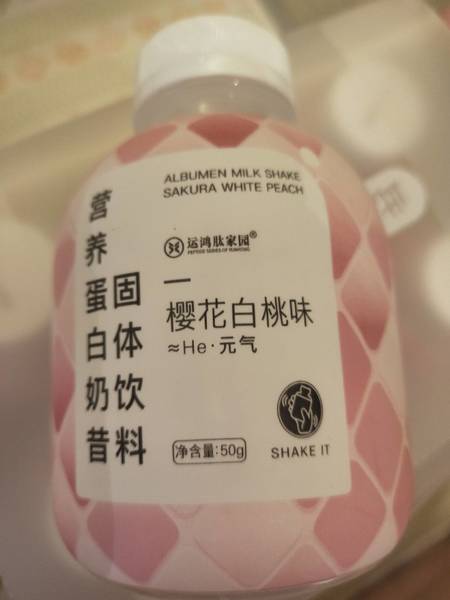 ALBUMEN MILK SHAKE
SAKURA WHITE PEACH
营养蛋白奶昔
固体饮料
运鸿肽家园®
樱花白桃味
≈He·元气
净含量:50g
SHAKE IT